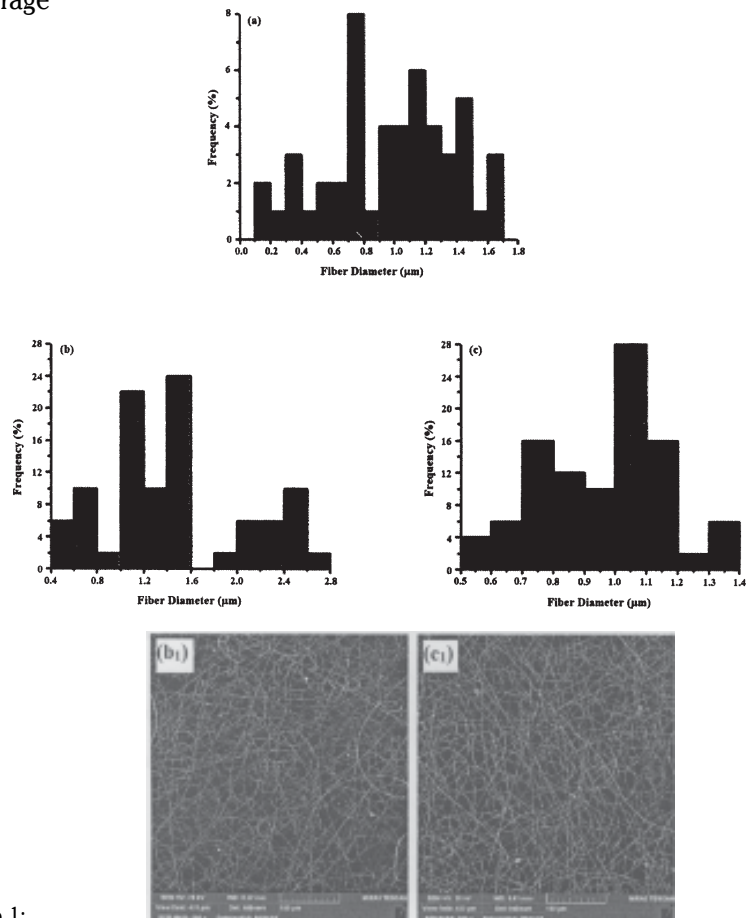 rage
(a)
8
6
4
2
0
Frequency (%)
0.0 0.2 0.4 0.6 0.8 1.0 1.2 1.4 1.6 1.8
Fiber Diameter (µm)
(b)
28
24
20
16
12
8
4
0
Frequency (%)
0.4 0.8 1.2 1.6 2.0 2.4 2.8
Fiber Diameter (µm)
(c)
28
24
20
16
12
8
4
0
Frequency (%)
0.5 0.6 0.7 0.8 0.9 1.0 1.1 1.2 1.3 1.4
Fiber Diameter (µm)
(b1)
(c1)
1: